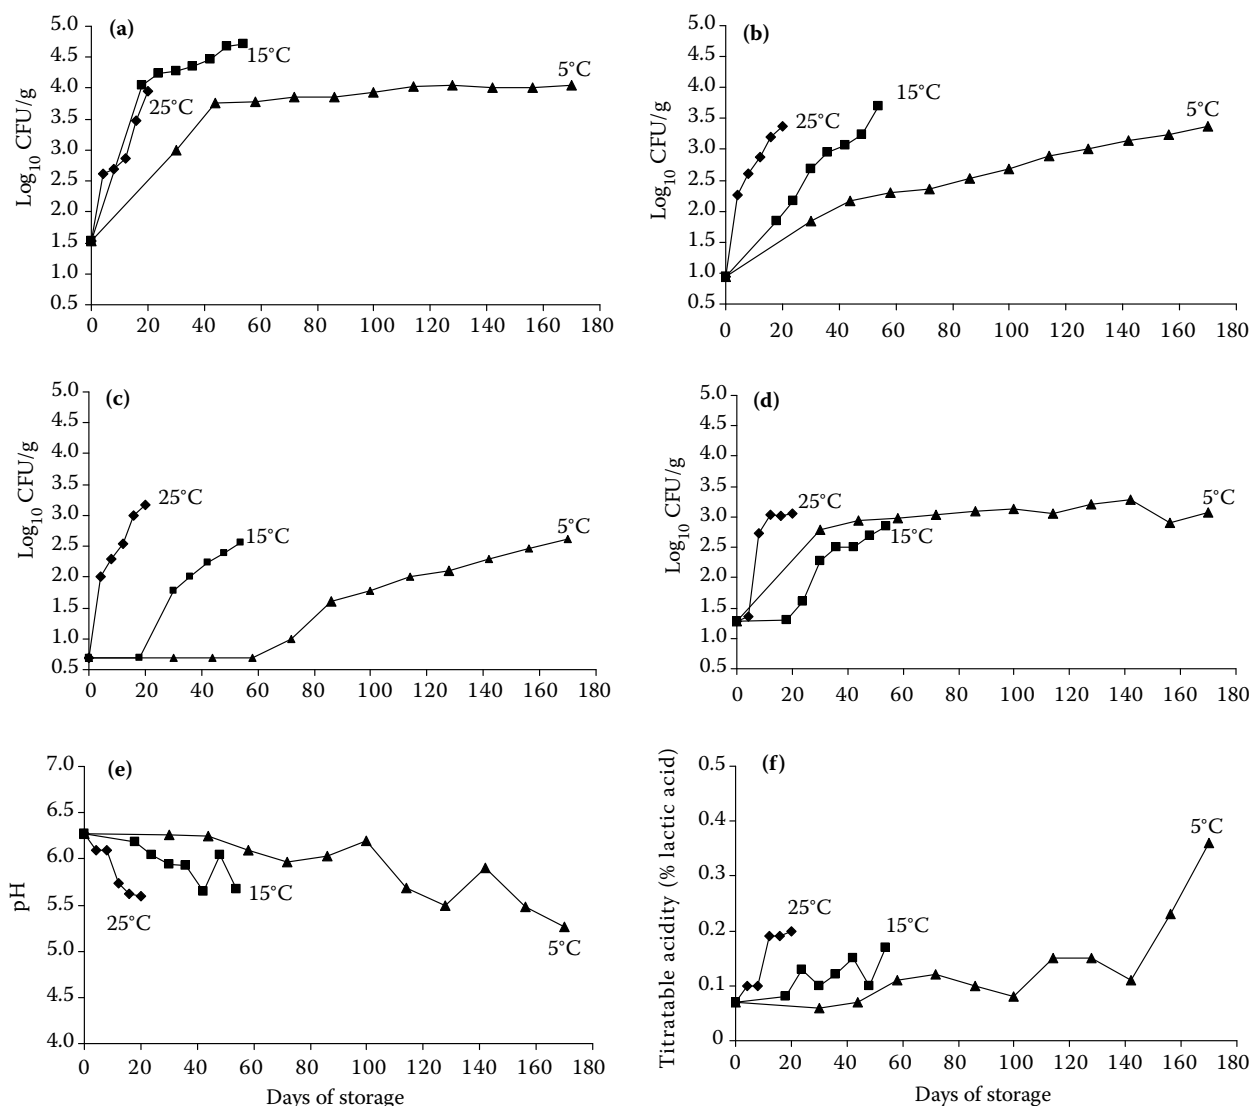 (a)
5.0
4.5
4.0
3.5
3.0
2.5
2.0
1.5
1.0
0.5
Log10 CFU/g
15°C
25°C
5°C
0 20 40 60 80 100 120 140 160 180
(b)
5.0
4.5
4.0
3.5
3.0
2.5
2.0
1.5
1.0
0.5
Log10 CFU/g
15°C
25°C
5°C
0 20 40 60 80 100 120 140 160 180
(c)
5.0
4.5
4.0
3.5
3.0
2.5
2.0
1.5
1.0
0.5
Log10 CFU/g
25°C
15°C
5°C
0 20 40 60 80 100 120 140 160 180
(d)
5.0
4.5
4.0
3.5
3.0
2.5
2.0
1.5
1.0
0.5
Log10 CFU/g
25°C
15°C
5°C
0 20 40 60 80 100 120 140 160 180
(e)
7.0
6.5
6.0
5.5
5.0
4.5
4.0
pH
25°C
15°C
5°C
0 20 40 60 80 100 120 140 160 180
Days of storage
(f)
0.5
0.4
0.3
0.2
0.1
0
Titratable acidity (% lactic acid)
25°C
15°C
5°C
0 20 40 60 80 100 120 140 160 180
Days of storage